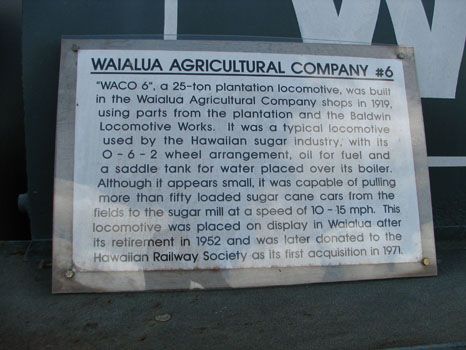 WAIALUA AGRICULTURAL COMPANY #6
"WACO 6", a 25-ton plantation locomotive, was built
in the Waialua Agricultural Company shops in 1919,
using parts from the plantation and the Baldwin
Locomotive Works. It was a typical locomotive
used by the Hawaiian sugar industry, with its
0-6-2 wheel arrangement, oil for fuel and
a saddle tank for water placed over its boiler.
Although it appears small, it was capable of pulling
more than fifty loaded sugar cane cars from the
fields to the sugar mill at a speed of 10-15 mph. This
locomotive was placed on display in Waialua after
its retirement in 1952 and was later donated to the
Hawaiian Railway Society as its first acquisition in 1971.